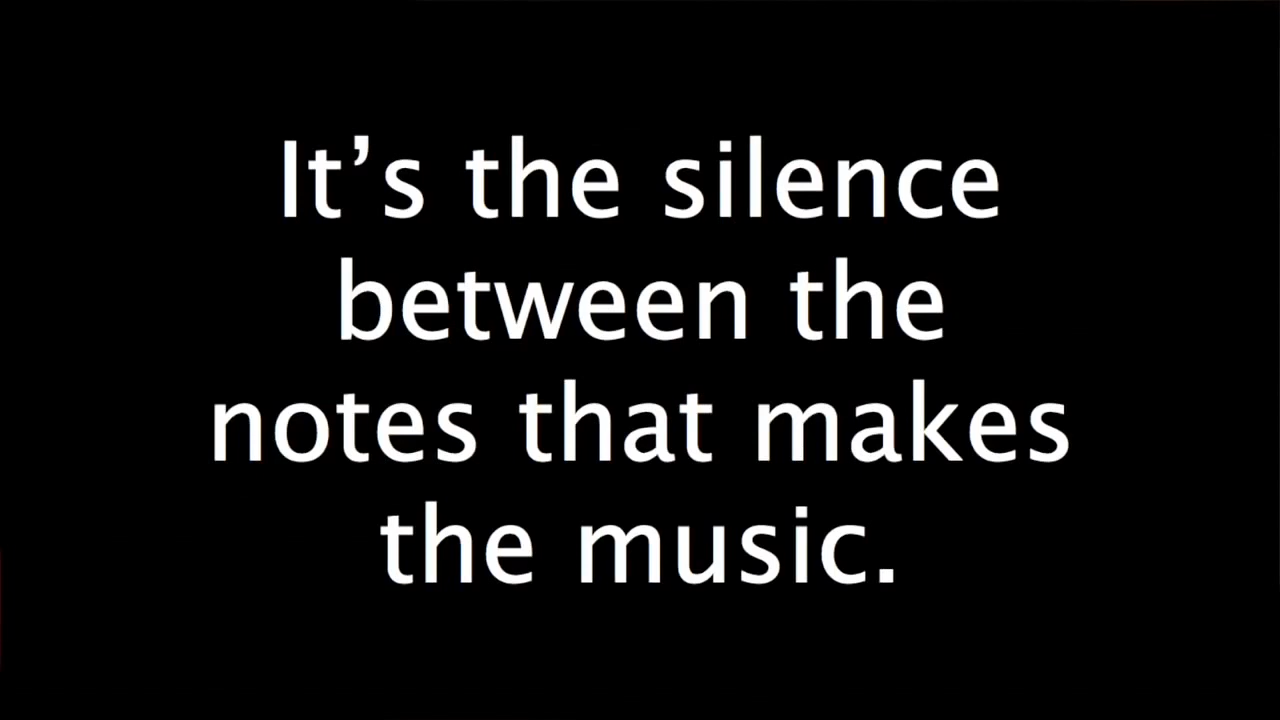 It’s the silence
between the
notes that makes
the music.